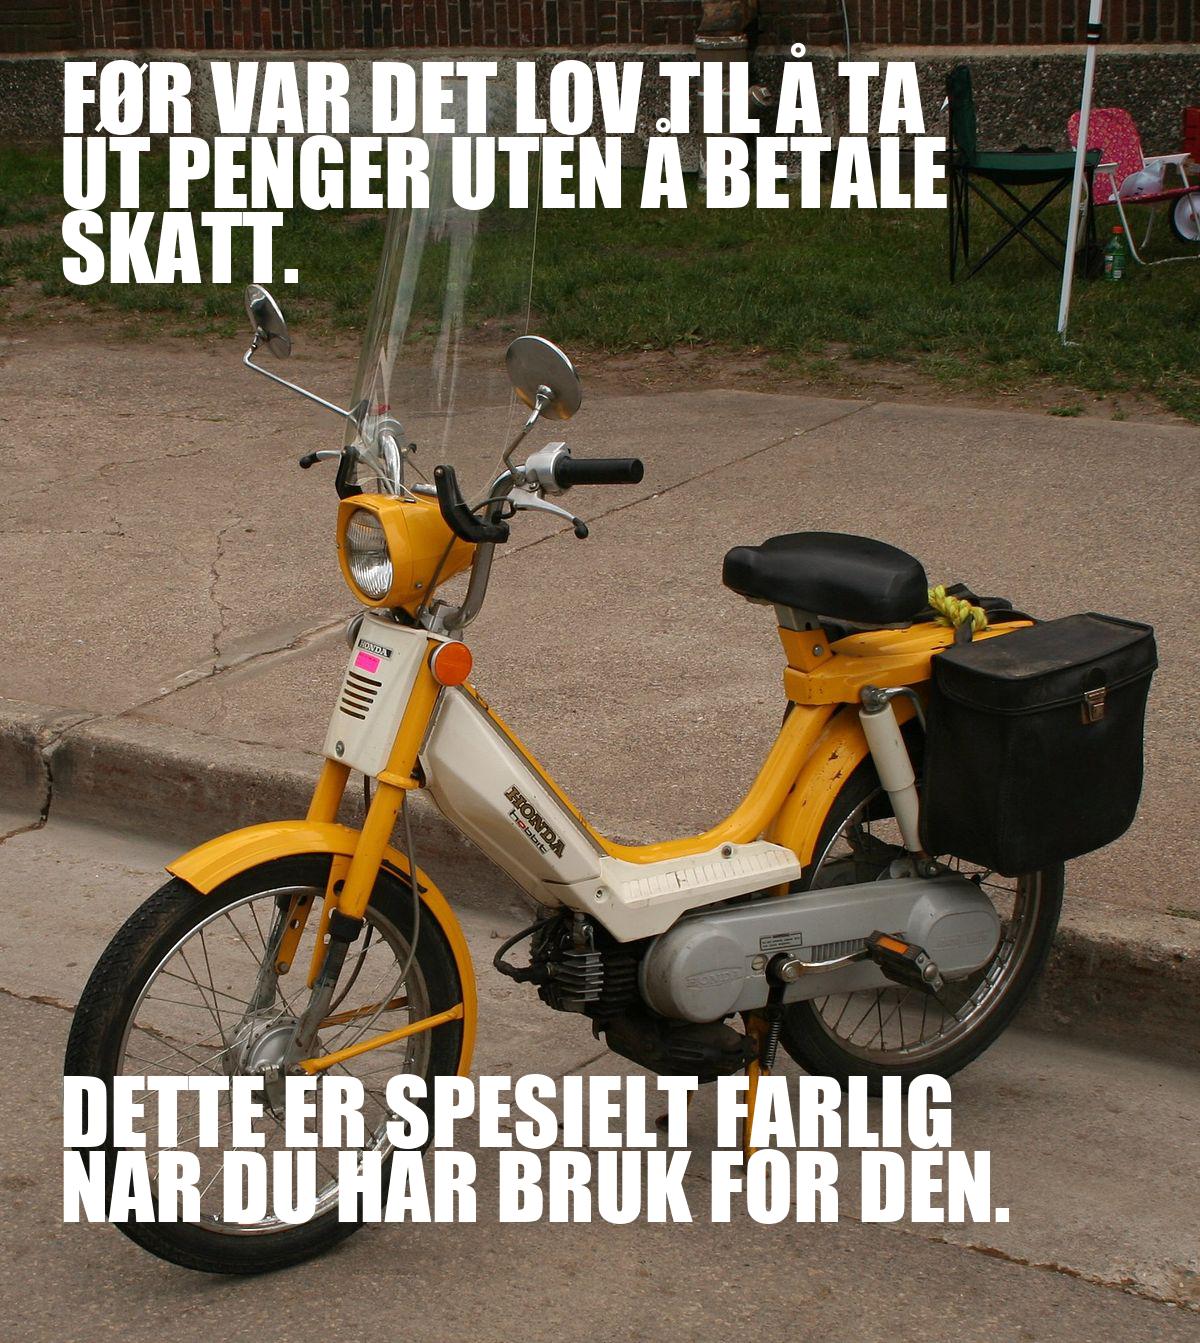 FØR VAR DET LOV TIL Å TA
UT PENGER UTEN Å BETALE
SKATT.
HONDA
HONDA
hobbit
HONDA
DETTE ER SPESIELT FARLIG
NÅR DU HAR BRUK FOR DEN.